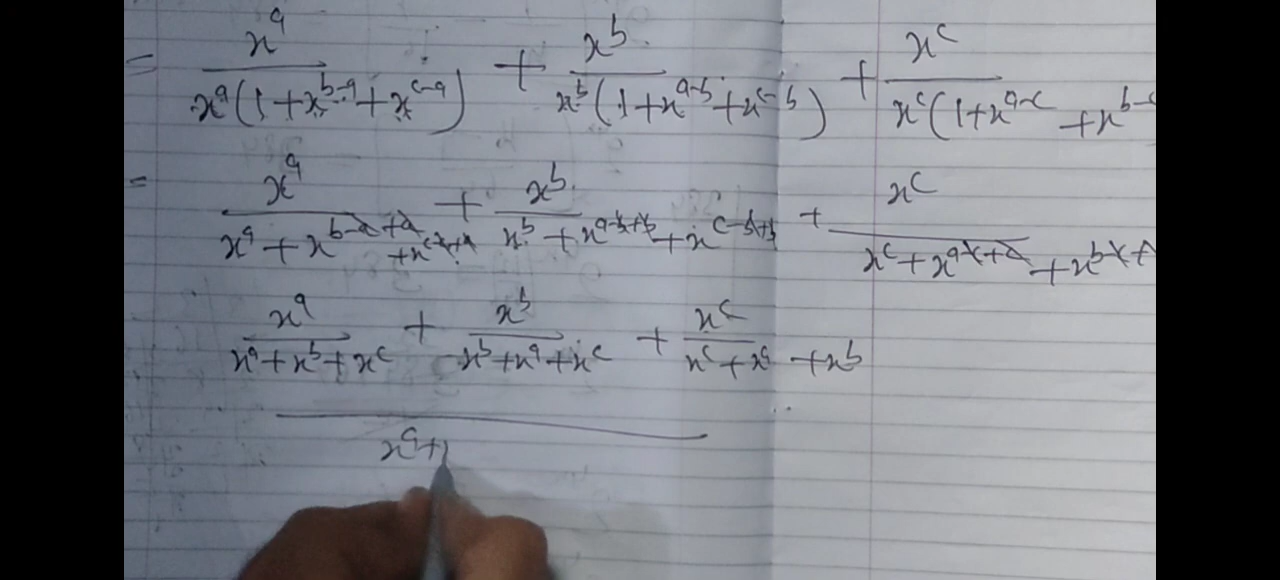 = x^a / x^a(1+x^{b-a}+x^{c-a}) + x^b / x^b(1+x^{a-b}+x^{c-b}) + x^c / x^c(1+x^{a-c}+x^{b-c}
= x^a / x^a+x^{b-a+a}+x^{c-a+a} + x^b / x^b+x^{a-b+b}+x^{c-b+b} + x^c / x^c+x^{a-c+c}+x^{b-c+c}
x^a / x^a+x^b+x^c + x^b / x^b+x^a+x^c + x^c / x^c+x^a+x^b
x^a+